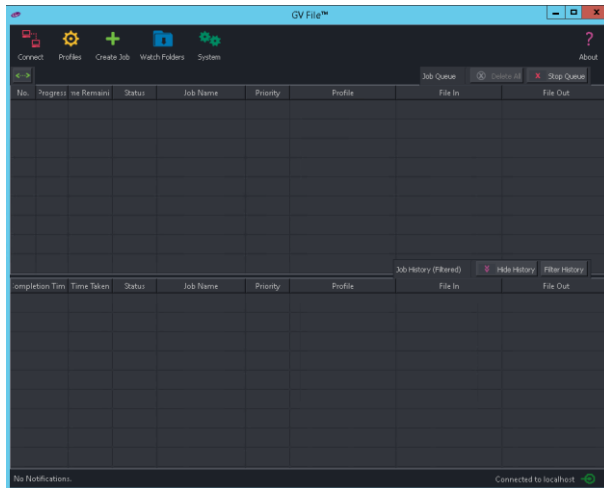 GV File™
Connect Profiles Create Job Watch Folders System About
<--> Job Queue Delete All X Stop Queue
No. Progress me Remaini Status Job Name Priority Profile File In File Out
Job History (Filtered) Hide History Filter History
ompletion Tim Time Taken Status Job Name Priority Profile File In File Out
No Notifications. Connected to localhost